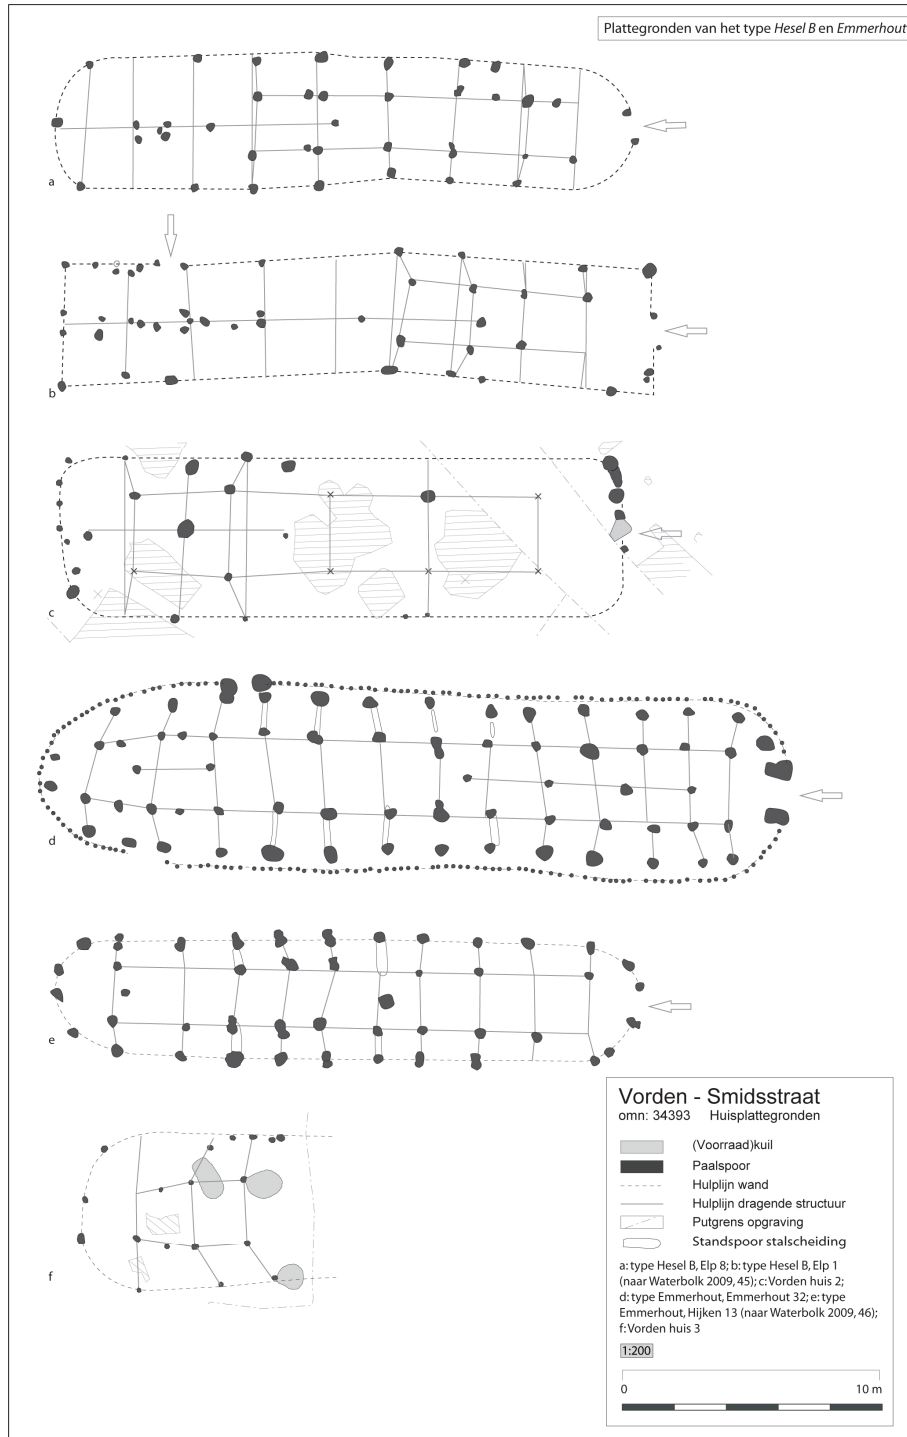 Plattegronden van het type Hesel B en Emmerhout
a
b
c
d
e
f
Vorden - Smidsstraat
omn: 34393 Huisplattegronden
(Voorraad)kuil
Paalspoor
Hulplijn wand
Hulplijn dragende structuur
Putgrens opgraving
Standspoor stalscheiding
a: type Hesel B, Elp 8; b: type Hesel B, Elp 1
(naar Waterbolk 2009, 45); c: Vorden huis 2;
d: type Emmerhout, Emmerhout 32; e: type
Emmerhout, Hijken 13 (naar Waterbolk 2009, 46);
f: Vorden huis 3
1:200
0 10 m